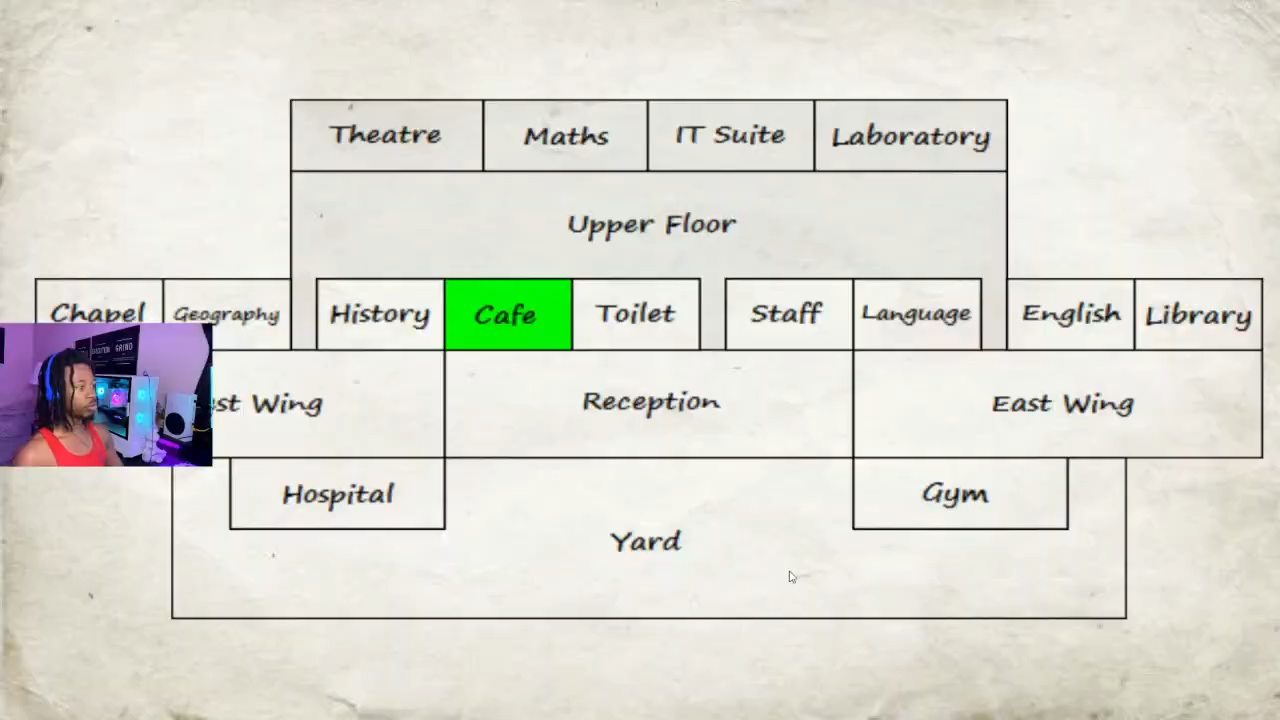 Theatre
Maths
IT Suite
Laboratory
Upper Floor
Chapel
Geography
History
Cafe
Toilet
Staff
Language
English
Library
Wing
Reception
East Wing
Hospital
Gym
Yard